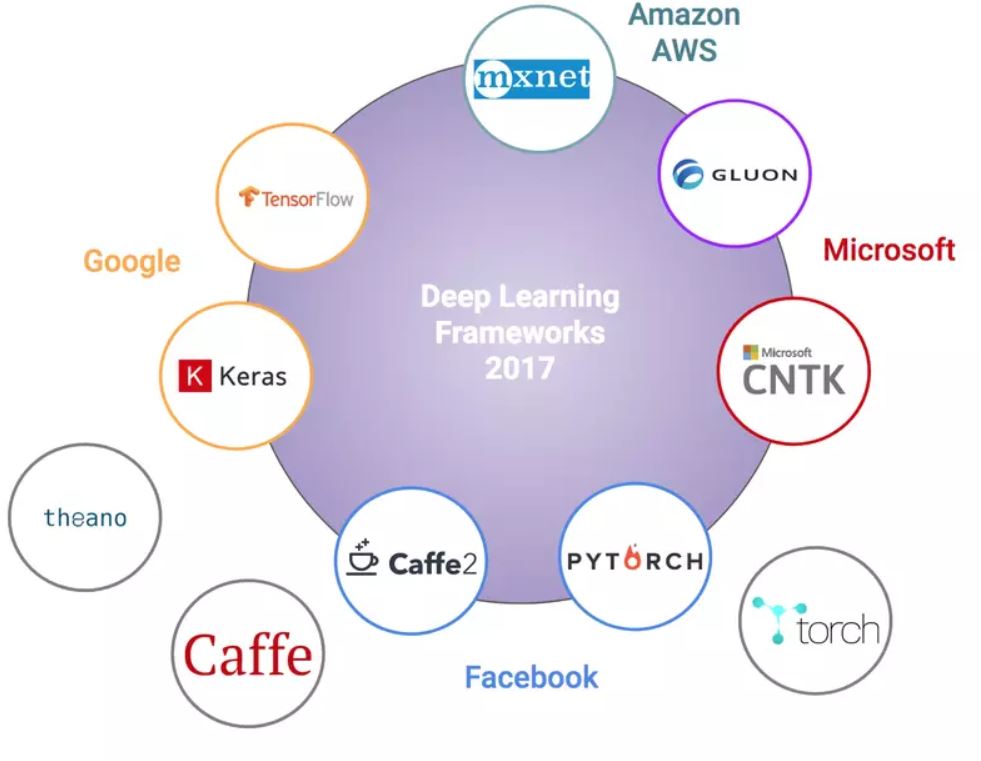 Amazon
AWS
mxnet
GLUON
TensorFlow
Google
Microsoft
Deep Learning
Frameworks
2017
Microsoft
CNTK
K Keras
theano
Caffe2
PYTORCH
torch
Caffe
Facebook